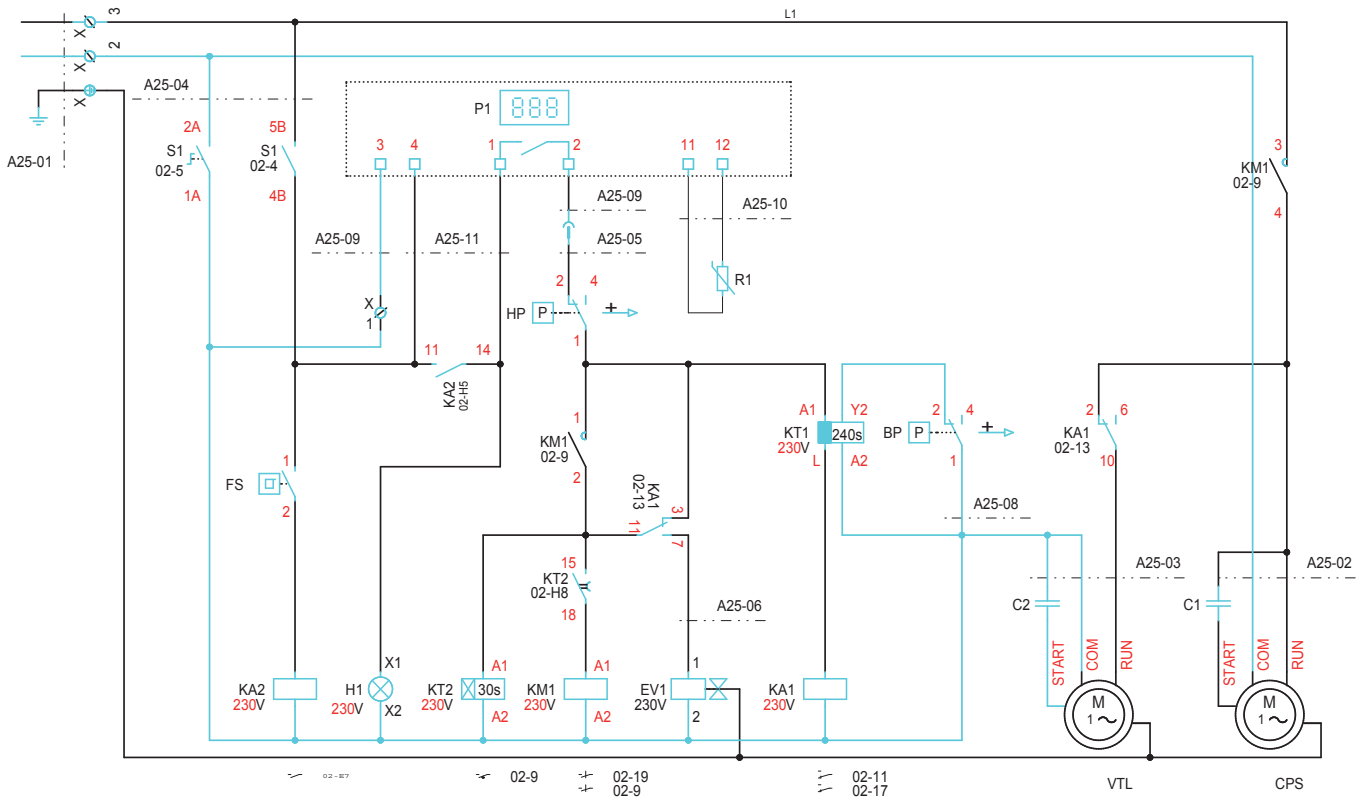 3
L1
X
2
X
X
A25-04
A25-01
P1
888
2A
5B
S1
02-5
S1
02-4
1A
4B
3
4
1
2
11
12
3
KM1
02-9
4
A25-09
A25-10
A25-09
A25-11
A25-05
R1
X
1
2
4
HP
P
+
1
11
14
KA2
02-H5
1
KM1
02-9
2
A1
Y2
KT1
240s
230V
L
A2
2
4
BP
P
+
1
2
6
KA1
02-13
10
FS
1
2
KA1
02-13
3
11
7
A25-08
15
KT2
02-H8
18
A25-06
A25-03
A25-02
C2
C1
START
COM
RUN
START
COM
RUN
KA2
230V
X1
H1
230V
X2
A1
KT2
30s
230V
A2
A1
KM1
230V
A2
1
EV1
230V
2
KA1
230V
M
1
M
1
02-E7
02-9
02-19
02-9
02-11
02-17
VTL
CPS